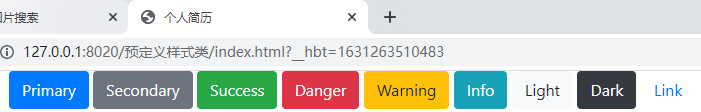 图片搜索 × 个人简历 ×
127.0.0.1:8020/预定义样式类/index.html?__hbt=1631263510483
Primary Secondary Success Danger Warning Info Light Dark Link